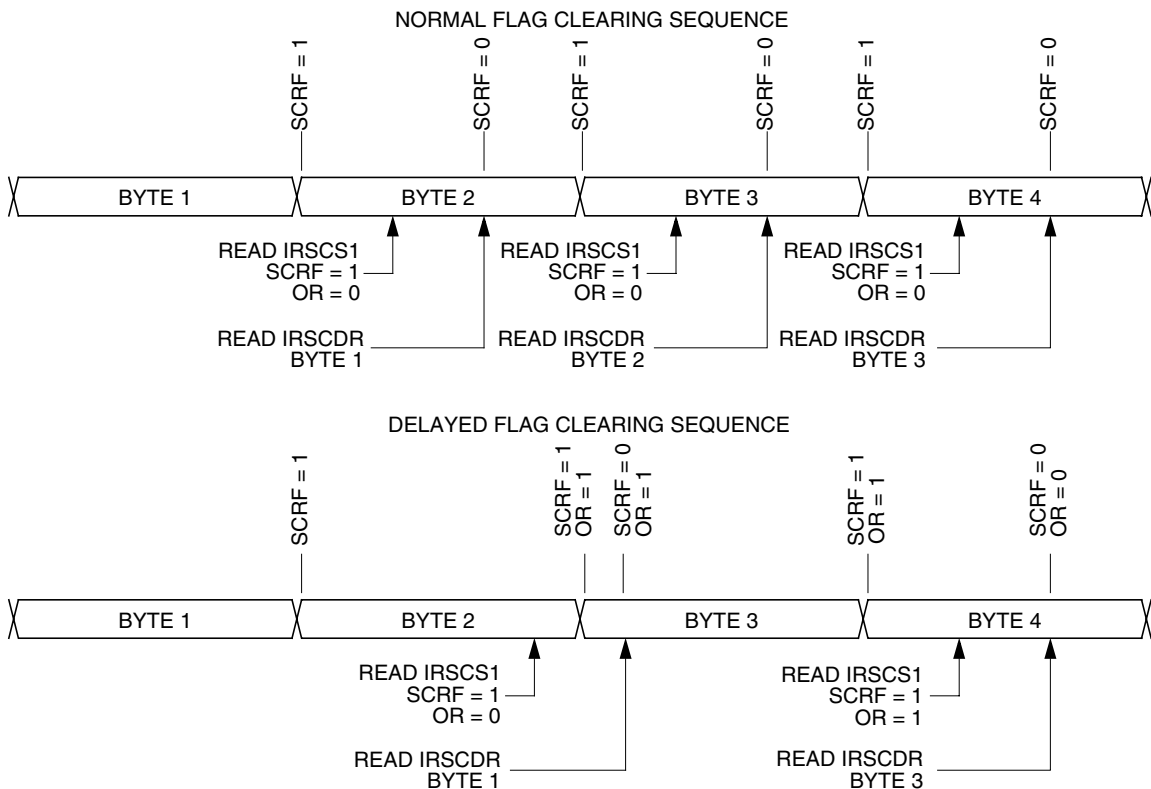 NORMAL FLAG CLEARING SEQUENCE
SCRF = 1
SCRF = 0
SCRF = 1
SCRF = 0
SCRF = 1
SCRF = 0
BYTE 1
BYTE 2
BYTE 3
BYTE 4
READ IRSCS1
SCRF = 1
OR = 0
READ IRSCS1
SCRF = 1
OR = 0
READ IRSCS1
SCRF = 1
OR = 0
READ IRSCDR
BYTE 1
READ IRSCDR
BYTE 2
READ IRSCDR
BYTE 3
DELAYED FLAG CLEARING SEQUENCE
SCRF = 1
SCRF = 1
OR = 1
SCRF = 0
OR = 1
SCRF = 1
OR = 1
SCRF = 0
OR = 0
BYTE 1
BYTE 2
BYTE 3
BYTE 4
READ IRSCS1
SCRF = 1
OR = 0
READ IRSCS1
SCRF = 1
OR = 1
READ IRSCDR
BYTE 1
READ IRSCDR
BYTE 3